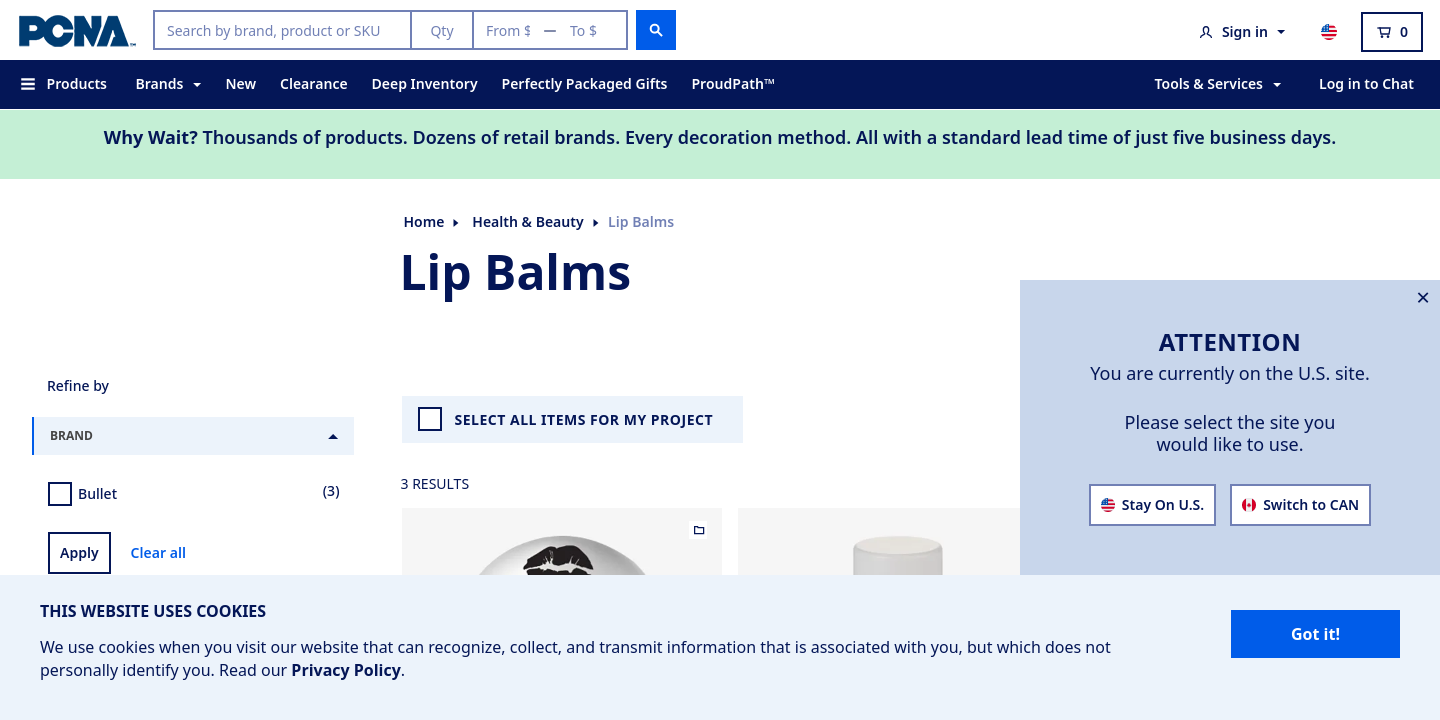 PCNA™
Search by brand, product or SKU
Qty
From $ — To $
Sign in
0
Products
Brands
New
Clearance
Deep Inventory
Perfectly Packaged Gifts
ProudPath™
Tools & Services
Log in to Chat
Why Wait? Thousands of products. Dozens of retail brands. Every decoration method. All with a standard lead time of just five business days.
Home
Health & Beauty
Lip Balms
Lip Balms
Refine by
BRAND
Bullet
(3)
Apply
Clear all
SELECT ALL ITEMS FOR MY PROJECT
3 RESULTS
ATTENTION
You are currently on the U.S. site.
Please select the site you
would like to use.
Stay On U.S.
Switch to CAN
THIS WEBSITE USES COOKIES
We use cookies when you visit our website that can recognize, collect, and transmit information that is associated with you, but which does not
personally identify you. Read our Privacy Policy.
Got it!